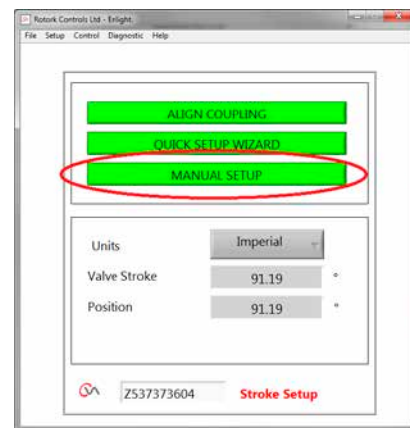 Rotork Controls Ltd - Enlight.
File Setup Control Diagnostic Help
ALIGN COUPLING
QUICK SETUP WIZARD
MANUAL SETUP
Units Imperial
Valve Stroke 91.19 °
Position 91.19 °
Z537373604 Stroke Setup